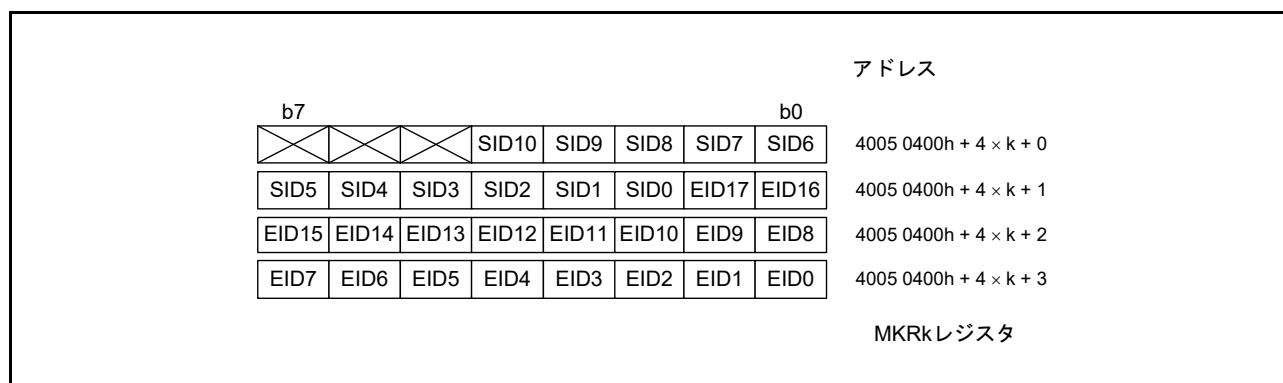 アドレス
b7 b0
SID10 SID9 SID8 SID7 SID6 4005 0400h + 4 × k + 0
SID5 SID4 SID3 SID2 SID1 SID0 EID17 EID16 4005 0400h + 4 × k + 1
EID15 EID14 EID13 EID12 EID11 EID10 EID9 EID8 4005 0400h + 4 × k + 2
EID7 EID6 EID5 EID4 EID3 EID2 EID1 EID0 4005 0400h + 4 × k + 3
MKRkレジスタ